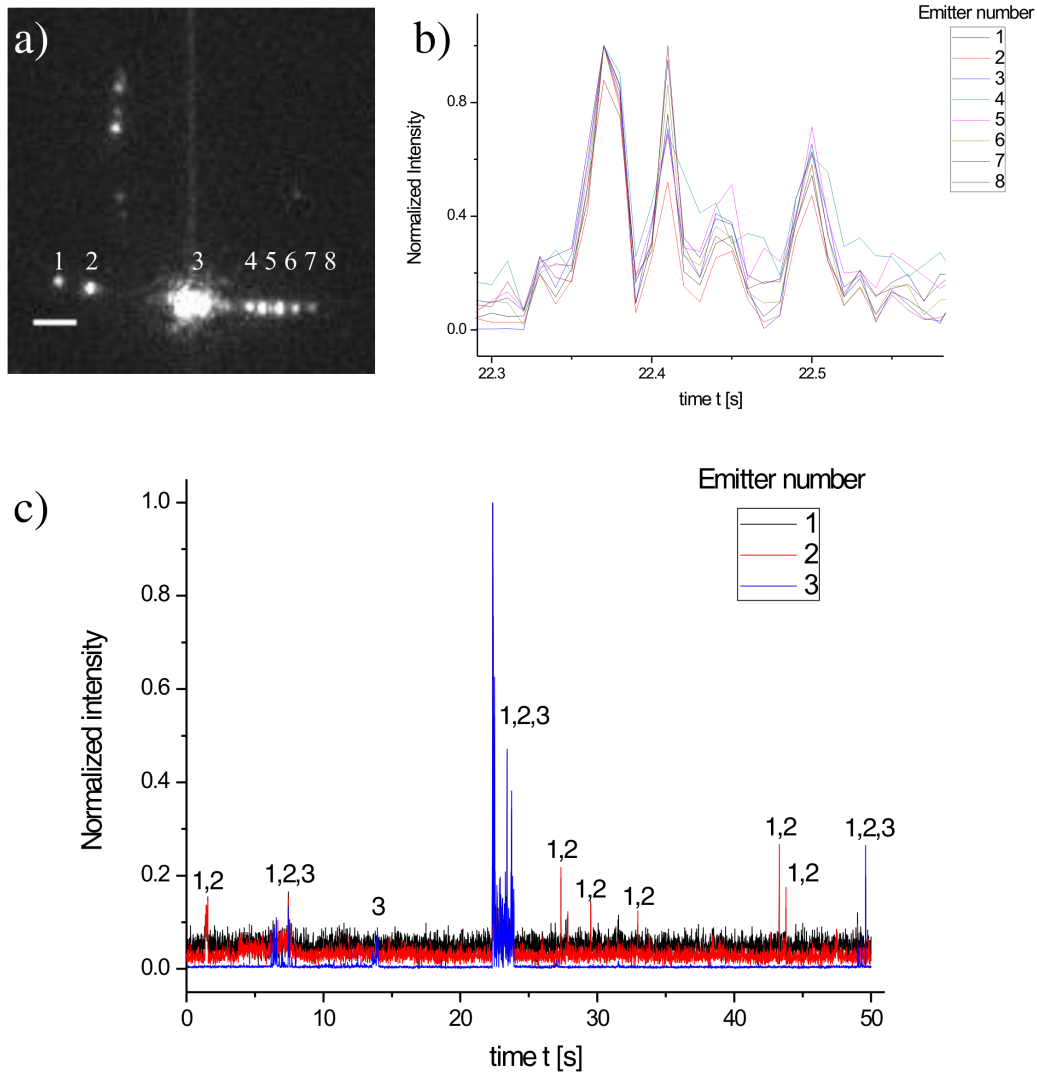 a)
1 2 3 4 5 6 7 8
b)
Emitter number
1
2
3
4
5
6
7
8
Normalized Intensity
0.8
0.4
0.0
22.3 22.4 22.5
time t [s]
c)
Emitter number
1
2
3
Normalized intensity
1.0
0.8
0.6
0.4
0.2
0.0
1,2
1,2,3
3
1,2,3
1,2
1,2
1,2
1,2
1,2
1,2,3
0 10 20 30 40 50
time t [s]